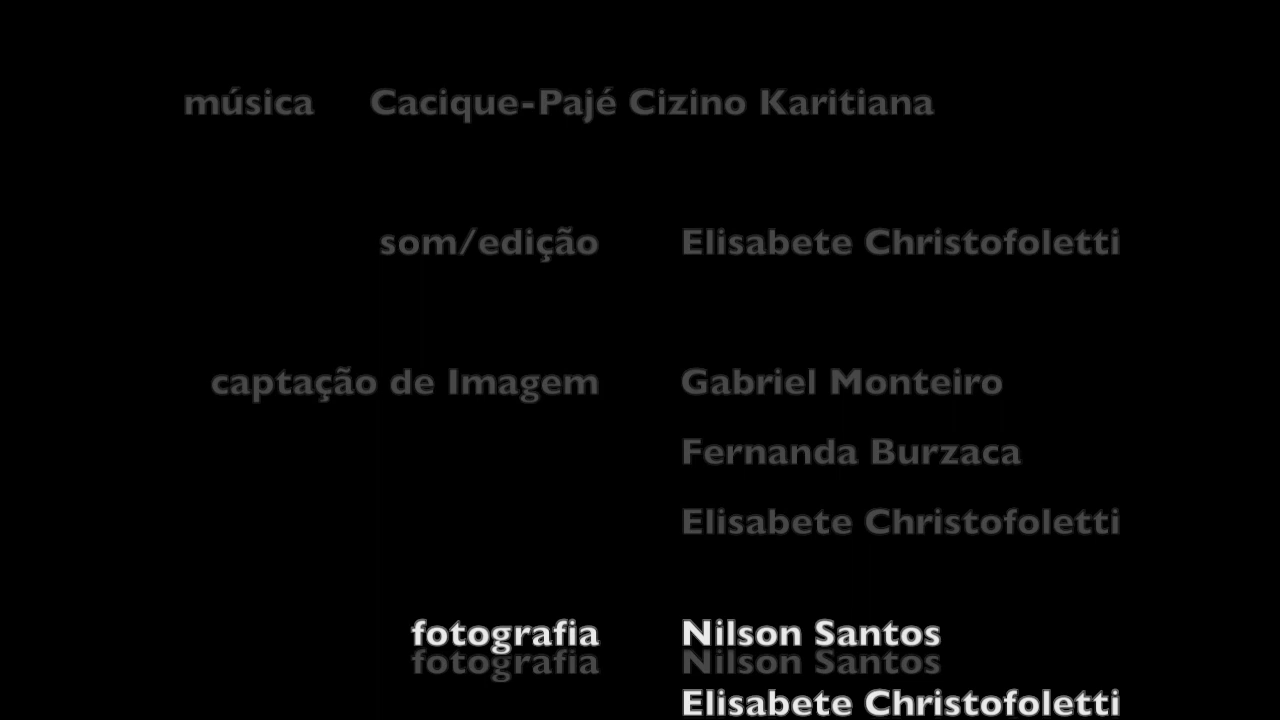 música Cacique-Pajé Cizino Karitiana
som/edição Elisabete Christofoletti
captação de Imagem Gabriel Monteiro
Fernanda Burzaca
Elisabete Christofoletti
fotografia Nilson Santos
fotografia Nilson Santos
Elisabete Christofoletti